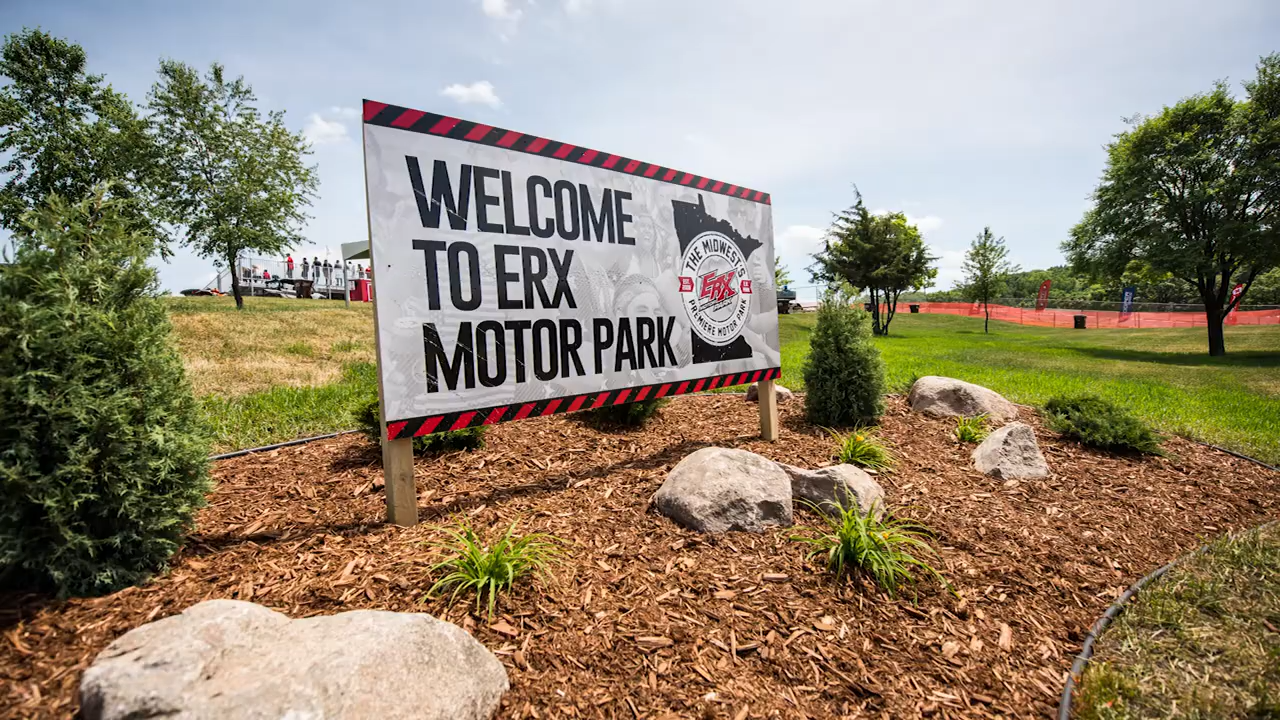 WELCOME
TO ERX
MOTOR PARK
THE MIDWEST'S
ERX
PREMIERE MOTOR PARK